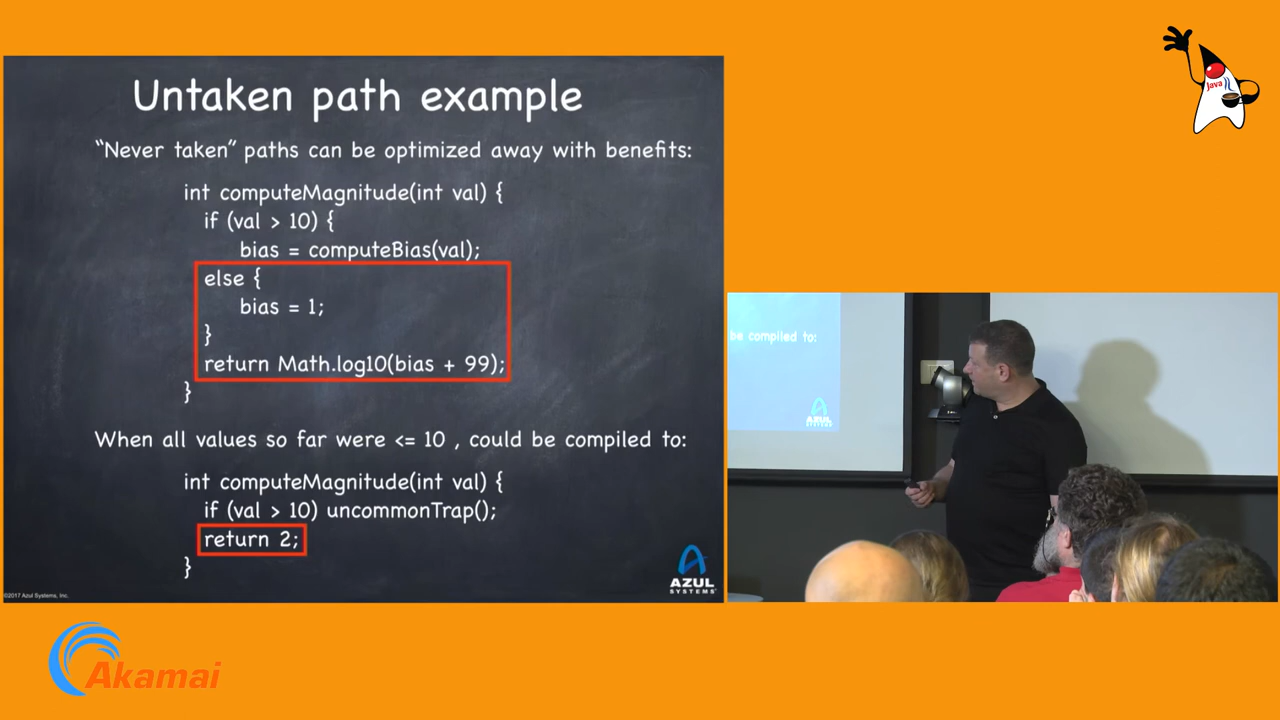 Untaken path example
“Never taken” paths can be optimized away with benefits:
int computeMagnitude(int val) {
if (val > 10) {
bias = computeBias(val);
else {
bias = 1;
}
return Math.log10(bias + 99);
}
When all values so far were <= 10 , could be compiled to:
int computeMagnitude(int val) {
if (val > 10) uncommonTrap();
return 2;
}
AZUL
SYSTEMS®
©2017 Azul Systems, Inc.
Java
be compiled to:
AZUL
SYSTEMS
Akamai